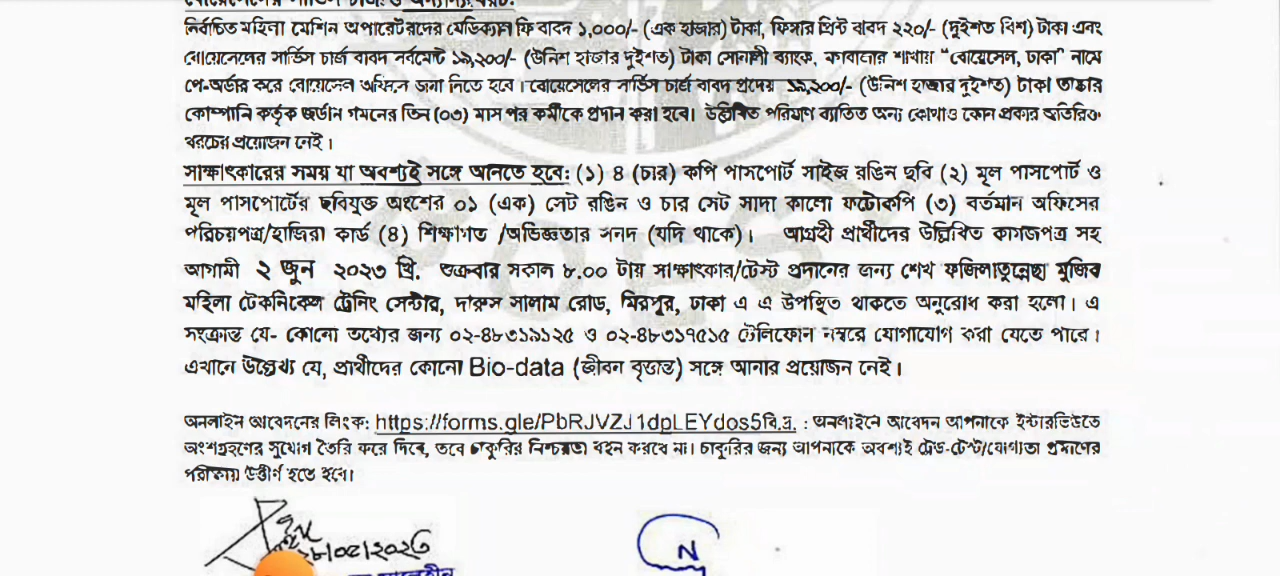 বোয়েসেলের সার্ভিস চার্জ ও অন্যান্য খরচ:
নির্বাচিত মহিলা মেশিন অপারেটরদের মেডিক্যাল ফি বাবদ ১,০০০/- (এক হাজার) টাকা, ফিঙ্গার প্রিন্ট বাবদ ২২০/- (দুইশত বিশ) টাকা এবং
বোয়েসেলের সার্ভিস চার্জ বাবদ সর্বমোট ১৯,২০০/- (উনিশ হাজার দুইশত) টাকা সোনালী ব্যাংক, শাখায় “বোয়েসেল, ঢাকা” নামে
পে-অর্ডার করে বোয়েসেল অফিসে জমা দিতে হবে। বোয়েসেলের সার্ভিস চার্জ বাবদ প্রদেয় ১৯,২০০/- (উনিশ হাজার দুইশত) টাকা
কোম্পানি কর্তৃক জর্ডান গমনের তিন (০৩) মাস পর কর্মীকে প্রদান করা হবে। উল্লিখিত পরিমাণ ব্যতিত অন্য কোথাও কোন প্রকার অতিরিক্ত
খরচের প্রয়োজন নেই।
সাক্ষাৎকারের সময় যা অবশ্যই সঙ্গে আনতে হবে: (১) ৪ (চার) কপি পাসপোর্ট সাইজ রঙিন ছবি (২) মূল পাসপোর্ট ও
মূল পাসপোর্টের ছবিযুক্ত অংশের ০১ (এক) সেট রঙিন ও চার সেট সাদা কালো ফটোকপি (৩) বর্তমান অফিসের
পরিচয়পত্র/হাজিরা কার্ড (৪) শিক্ষাগত /অভিজ্ঞতার সনদ (যদি থাকে)। আগ্রহী প্রার্থীদের উল্লিখিত কাগজপত্র সহ
আগামী ২ জুন ২০২৩ খ্রি. শুক্রবার সকাল ৮.০০ টায় সাক্ষাৎকার/টেস্ট প্রদানের জন্য শেখ ফজিলাতুন্নেছা মুজিব
মহিলা টেকনিকেল ট্রেনিং সেন্টার, দারুস সালাম রোড, মিরপুর, ঢাকা এ এ উপস্থিত থাকতে অনুরোধ করা হলো। এ
সংক্রান্ত যে- কোনো তথ্যের জন্য ০২-৪৮৩১৯১২৫ ও ০২-৪৮৩১৭৫১৫ টেলিফোন নম্বরে যোগাযোগ করা যেতে পারে।
এখানে উল্লেখ্য যে, প্রার্থীদের কোনো Bio-data (জীবন বৃত্তান্ত) সঙ্গে আনার প্রয়োজন নেই।
অনলাইন আবেদনের লিংক: https://forms.gle/PbRJVZJ1dpLEYdos5বি.দ্র. : অনলাইনে আবেদন আপনাকে ইন্টারভিউতে
অংশগ্রহণের সুযোগ তৈরি করে দিবে, তবে চাকুরির নিশ্চয়তা বহন করবে না। চাকুরির জন্য আপনাকে অবশ্যই ট্রেড-টেস্ট/যোগ্যতা প্রমাণের
পরীক্ষায় উত্তীর্ণ হতে হবে।